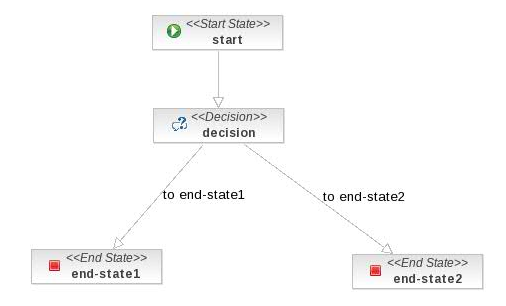 <<Start State>>
start
<<Decision>>
decision
to end-state1
to end-state2
<<End State>>
end-state1
<<End State>>
end-state2